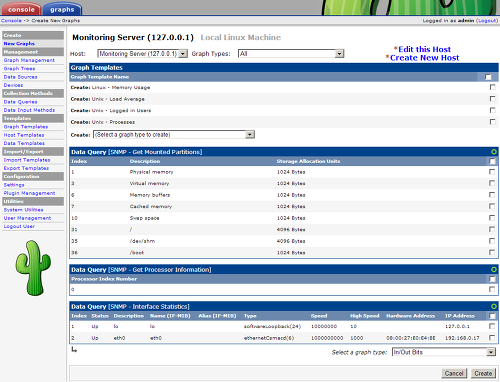 console graphs
Console -> Create New Graphs
Logged in as admin (Logout)
Create
New Graphs
Management
Graph Management
Graph Trees
Data Sources
Devices
Collection Methods
Data Queries
Data Input Methods
Templates
Graph Templates
Host Templates
Data Templates
Import/Export
Import Templates
Export Templates
Configuration
Settings
Plugin Management
Utilities
System Utilities
User Management
Logout User
Monitoring Server (127.0.0.1) Local Linux Machine
Host: Monitoring Server (127.0.0.1) Graph Types: All
*Edit this Host
*Create New Host
Graph Templates
Graph Template Name
Create: Linux - Memory Usage
Create: Unix - Load Average
Create: Unix - Logged in Users
Create: Unix - Processes
Create: (Select a graph type to create)
Data Query [SNMP - Get Mounted Partitions]
Index Description Storage Allocation Units
1 Physical memory 1024 Bytes
3 Virtual memory 1024 Bytes
6 Memory buffers 1024 Bytes
7 Cached memory 1024 Bytes
10 Swap space 1024 Bytes
31 / 4096 Bytes
35 /dev/shm 4096 Bytes
36 /boot 1024 Bytes
Data Query [SNMP - Get Processor Information]
Processor Index Number
0
Data Query [SNMP - Interface Statistics]
Index Status Description Name (IF-MIB) Alias (IF-MIB) Type Speed High Speed Hardware Address IP Address
1 Up lo lo softwareLoopback(24) 10000000 10 127.0.0.1
2 Up eth0 eth0 ethernetCsmacd(6) 1000000000 1000 08:00:27:E0:84:8E 192.168.0.17
Select a graph type: In/Out Bits
Cancel Create